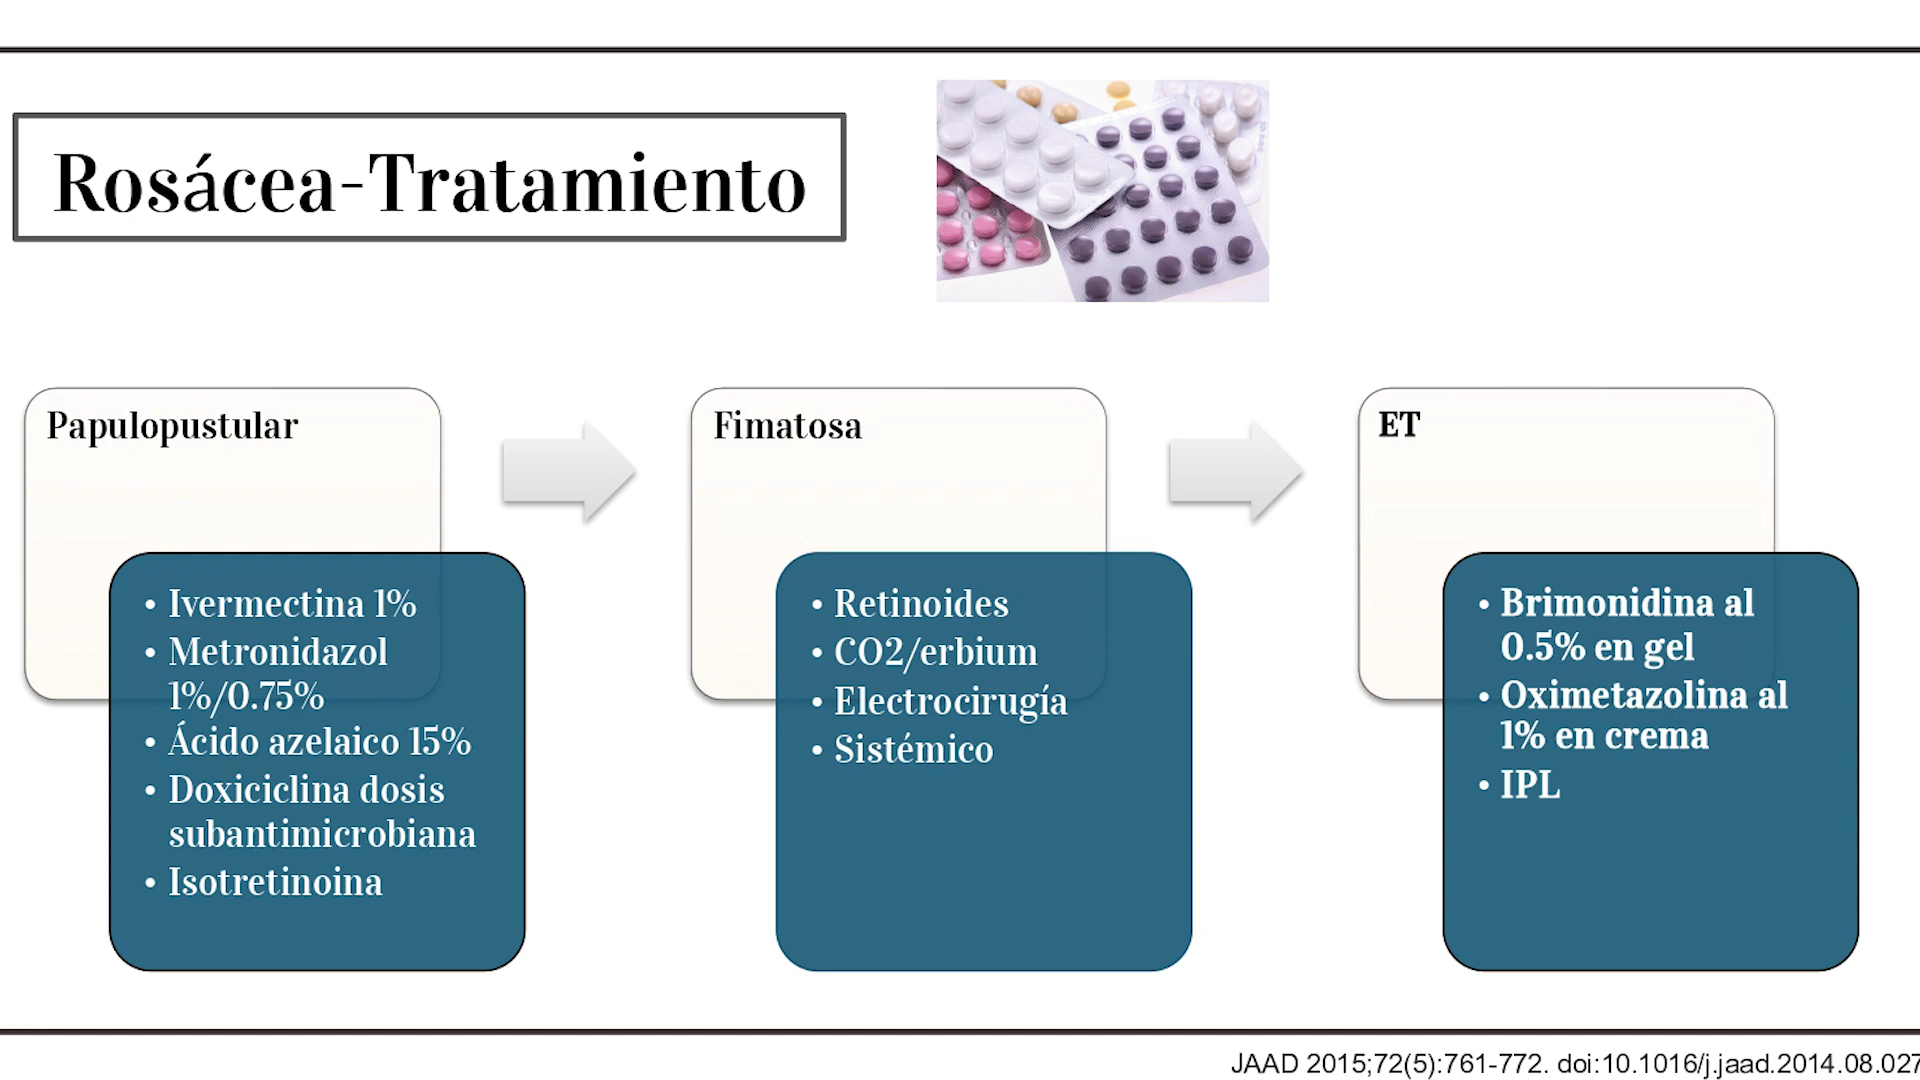 Rosácea-Tratamiento
Papulopustular
• Ivermectina 1%
• Metronidazol
1%/0.75%
• Ácido azelaico 15%
• Doxiciclina dosis
subantimicrobiana
• Isotretinoina
Fimatosa
• Retinoides
• CO2/erbium
• Electrocirugía
• Sistémico
ET
• Brimonidina al
0.5% en gel
• Oximetazolina al
1% en crema
• IPL
JAAD 2015;72(5):761-772. doi:10.1016/j.jaad.2014.08.027